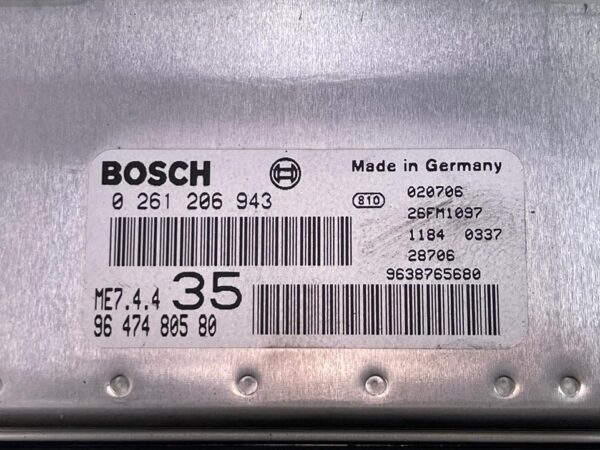 BOSCH
Made in Germany
0 261 206 943
810
020706
26FM1097
1184 0337
28706
9638765680
ME7.4.4 35
96 474 805 80